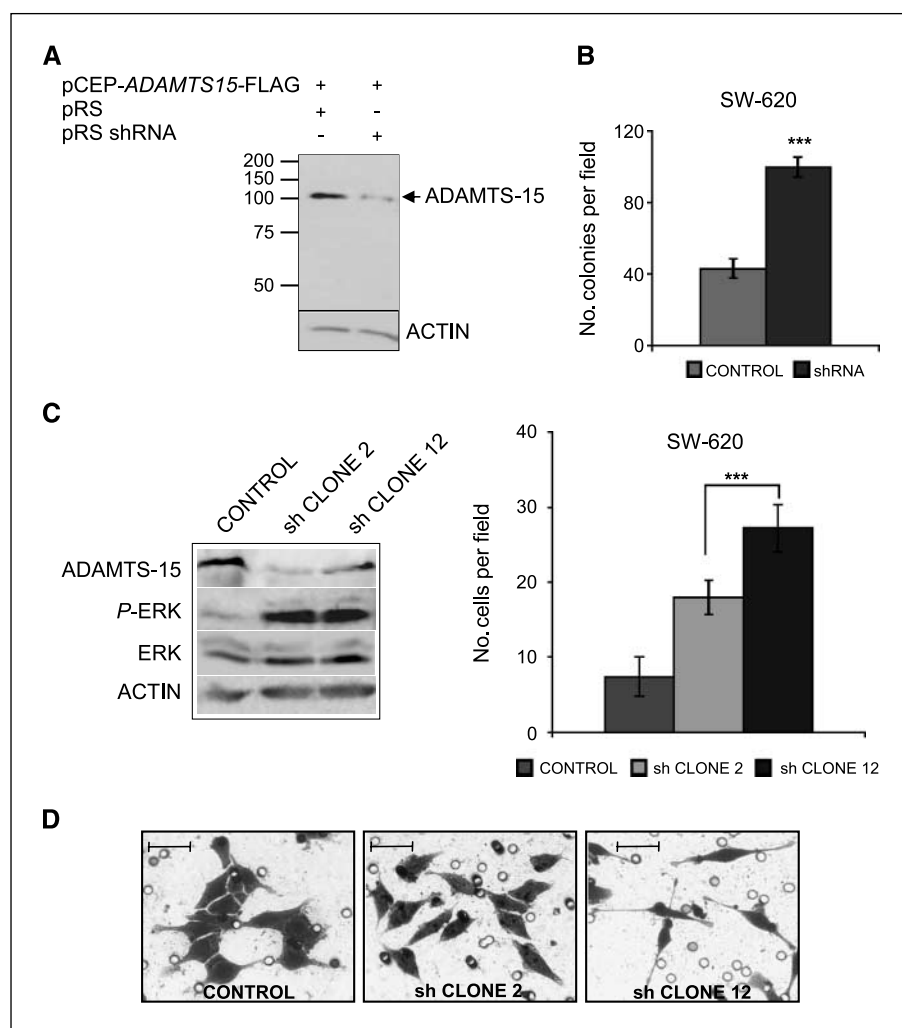 A
pCEP-ADAMTS15-FLAG + +
pRS + -
pRS shRNA - +
200
150
100
75
50
ADAMTS-15
ACTIN
B
SW-620
No. colonies per field
120
80
40
0
***
CONTROL shRNA
C
CONTROL
sh CLONE 2
sh CLONE 12
ADAMTS-15
P-ERK
ERK
ACTIN
SW-620
No. cells per field
40
30
20
10
0
***
CONTROL sh CLONE 2 sh CLONE 12
D
CONTROL
sh CLONE 2
sh CLONE 12